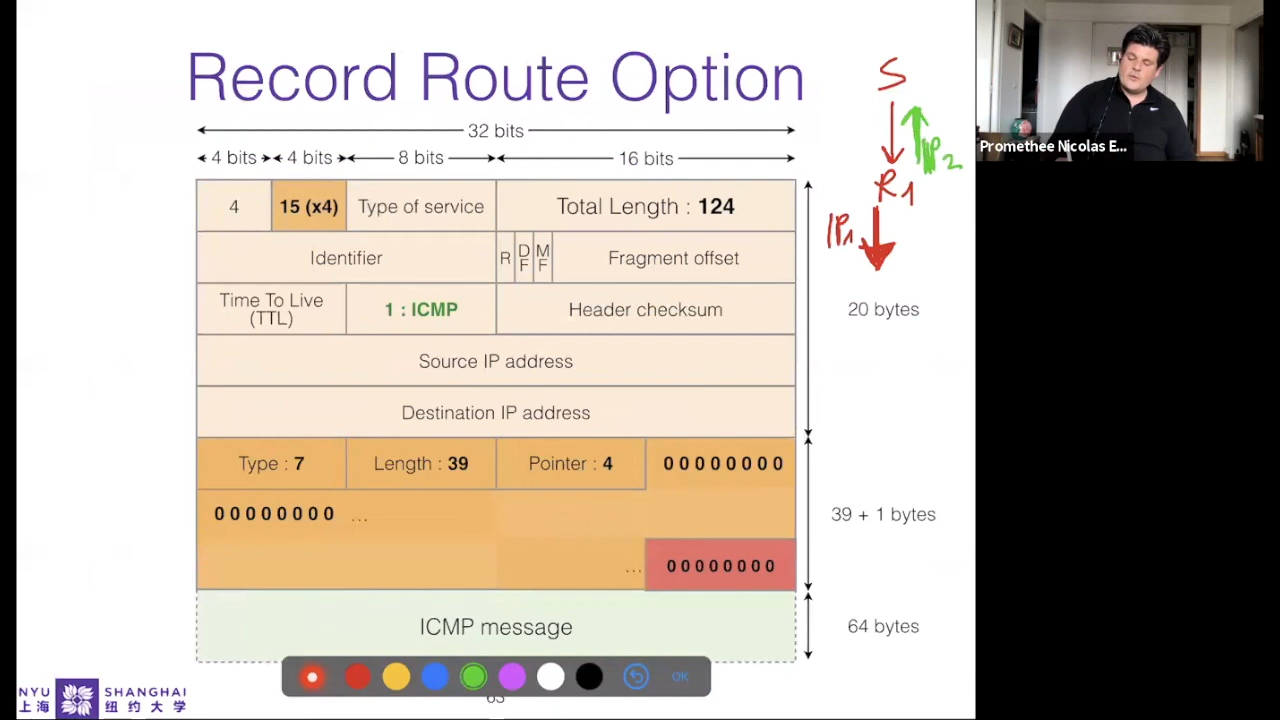 Record Route Option
32 bits
4 bits 4 bits 8 bits 16 bits
4 15 (x4) Type of service Total Length : 124
Identifier R DF MF Fragment offset
Time To Live (TTL) 1 : ICMP Header checksum
20 bytes
Source IP address
Destination IP address
Type : 7 Length : 39 Pointer : 4 0 0 0 0 0 0 0 0
0 0 0 0 0 0 0 0 ...
39 + 1 bytes
... 0 0 0 0 0 0 0 0
ICMP message
64 bytes
S
IP2
R1
IP1
OK
65
NYU SHANGHAI
上海 纽约大学
Promethee Nicolas E...